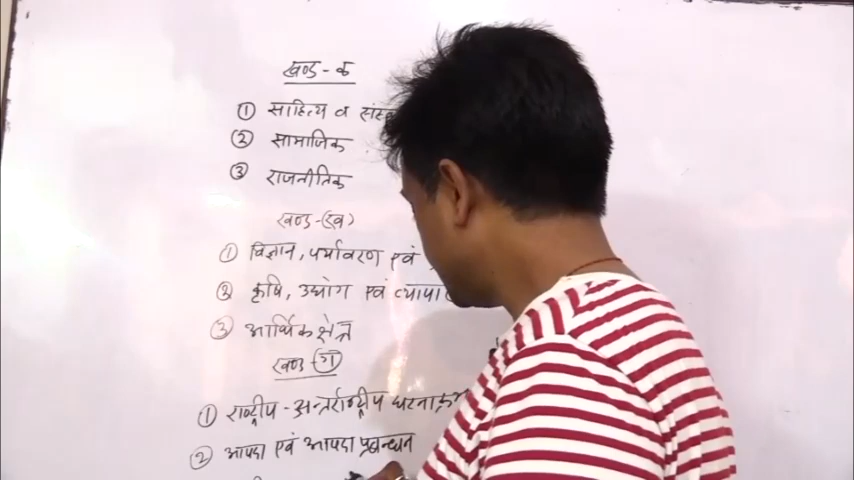 खण्ड - क
① साहित्य व
② सामाजिक
③ राजनीतिक
खण्ड-(ख)
① विज्ञान, पर्यावरण एवं
② कृषि, उद्योग एवं
③ आर्थिक क्षेत्र
खण्ड-ग
① राष्ट्रीय - अन्तर्राष्ट्रीय घटनाक्रम
② आपदा एवं आपदा प्रबन्धन